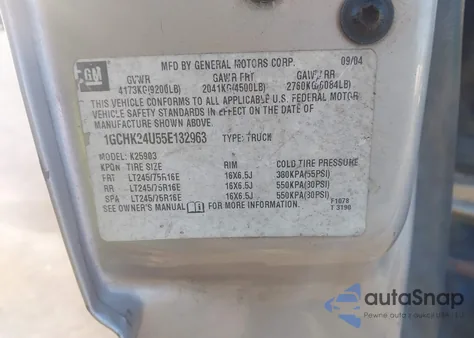 GM
MFD BY GENERAL MOTORS CORP. 09/04
GVWR GAWR FRT GAWR RR
4173KG(9200LB) 2041KG(4500LB) 2760KG(6084LB)
THIS VEHICLE CONFORMS TO ALL APPLICABLE U.S. FEDERAL MOTOR
VEHICLE SAFETY STANDARDS IN EFFECT ON THE DATE OF
MANUFACTURE SHOWN ABOVE.
1GCHK24U55E132963 TYPE: TRUCK
MODEL: K25903
TIRE SIZE RIM COLD TIRE PRESSURE
FRT LT245/75R16E 16X6.5J 380KPA(55PSI)
RR LT245/75R16E 16X6.5J 550KPA(80PSI)
SPA LT245/75R16E 16X6.5J 550KPA(80PSI)
SEE OWNER'S MANUAL FOR MORE INFORMATION.
autoSnap